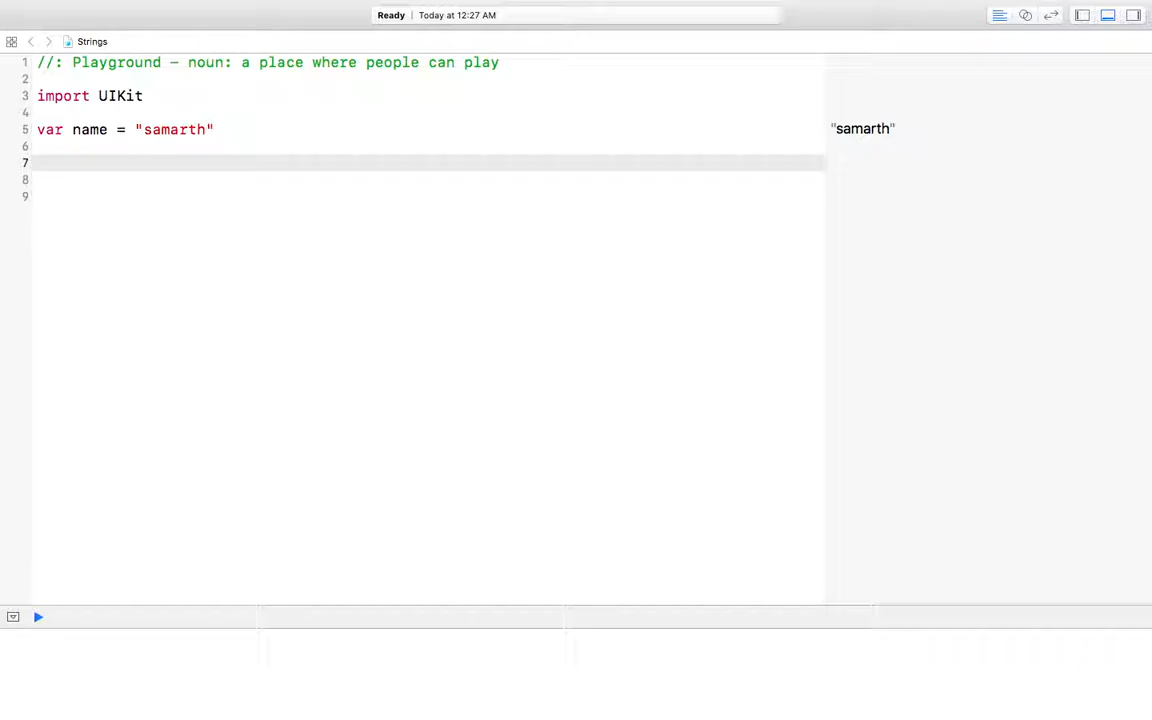 Ready | Today at 12:27 AM
Strings
1 //: Playground - noun: a place where people can play
2
3 import UIKit
4
5 var name = "samarth" "samarth"
6
7
8
9